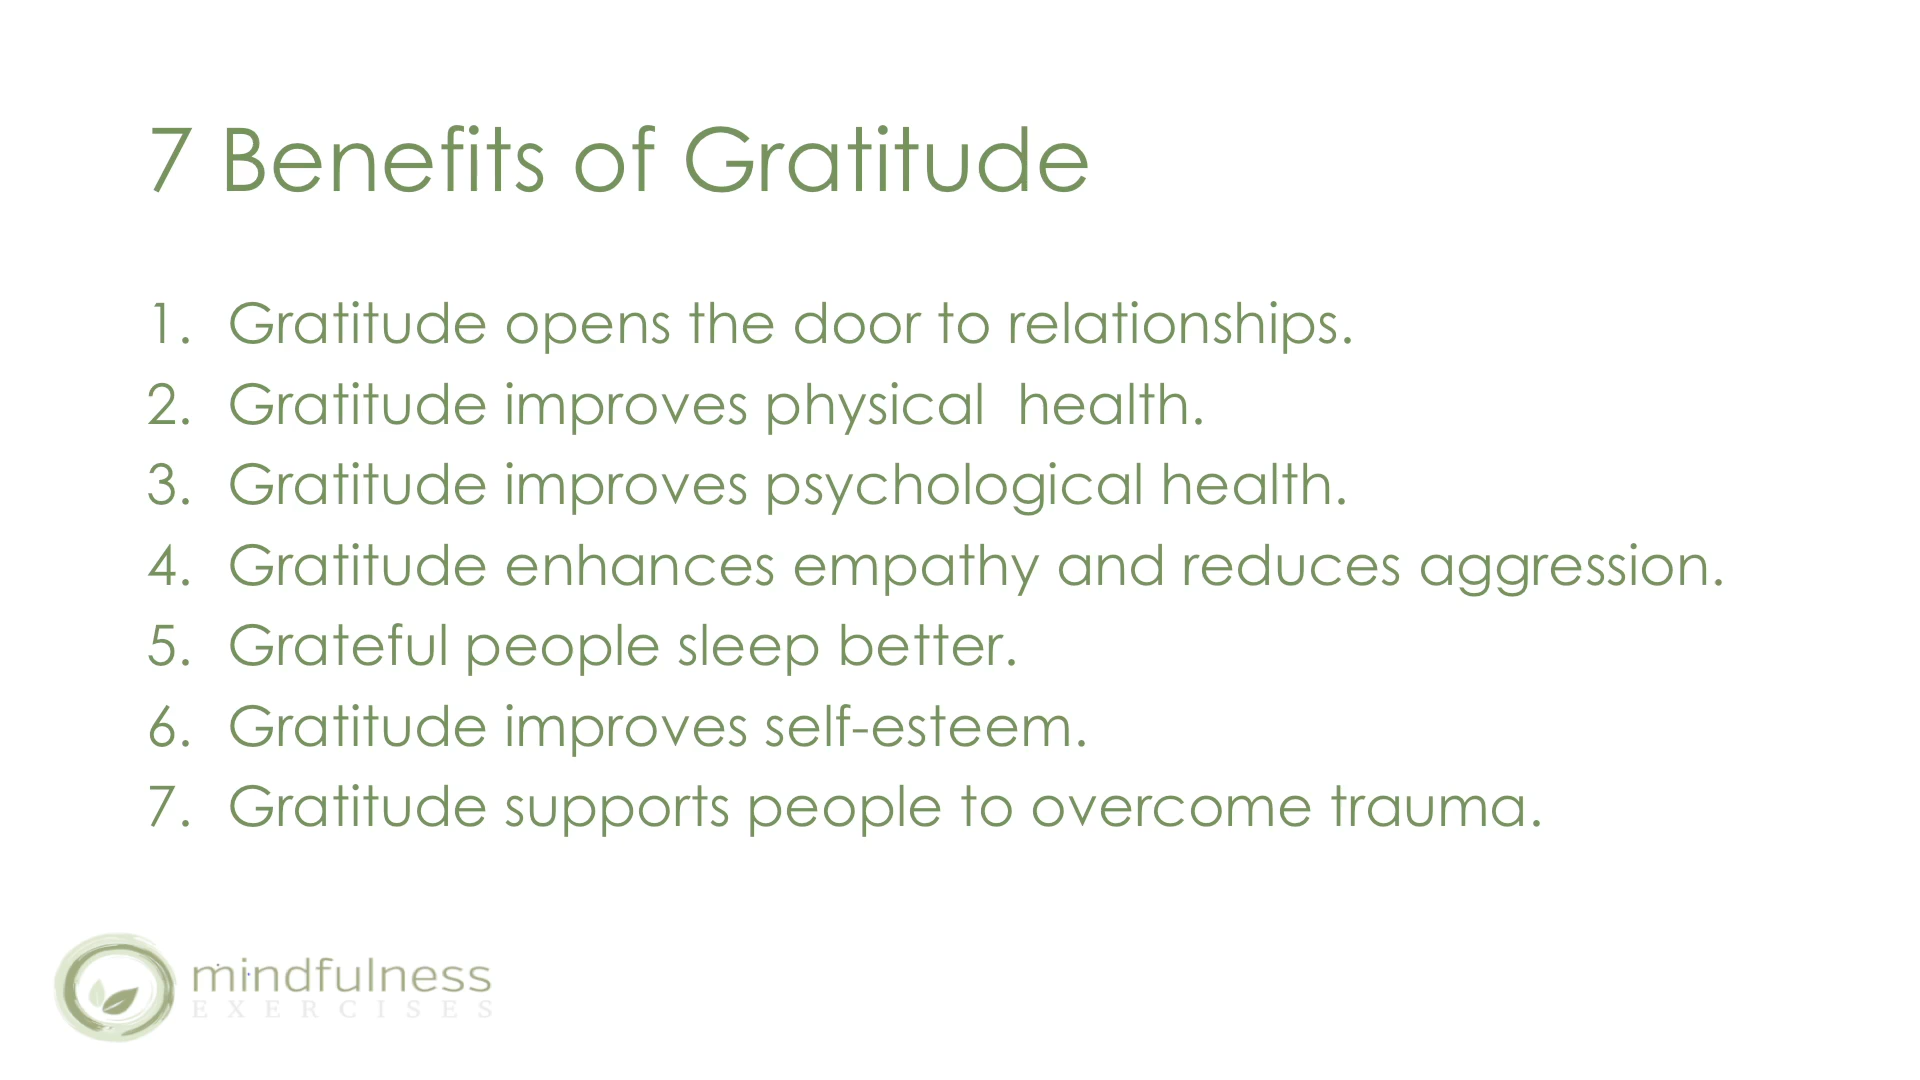 7 Benefits of Gratitude
1. Gratitude opens the door to relationships.
2. Gratitude improves physical  health.
3. Gratitude improves psychological health.
4. Gratitude enhances empathy and reduces aggression.
5. Grateful people sleep better.
6. Gratitude improves self-esteem.
7. Gratitude supports people to overcome trauma.
mindfulness
EXERCISES